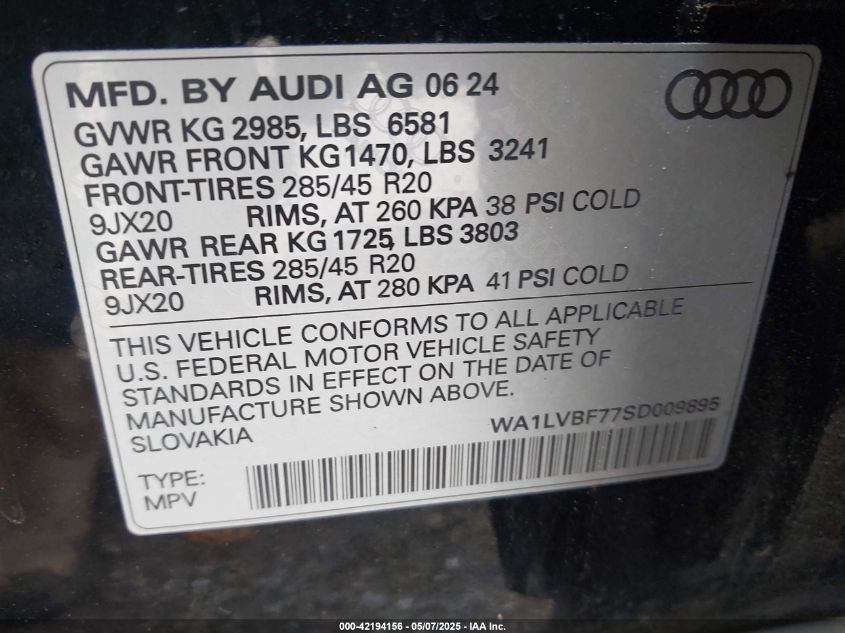 MFD. BY AUDI AG 06 24
GVWR KG 2985, LBS 6581
GAWR FRONT KG 1470, LBS 3241
FRONT-TIRES 285/45 R20
9JX20 RIMS, AT 260 KPA 38 PSI COLD
GAWR REAR KG 1725, LBS 3803
REAR-TIRES 285/45 R20
9JX20 RIMS, AT 280 KPA 41 PSI COLD
THIS VEHICLE CONFORMS TO ALL APPLICABLE
U.S. FEDERAL MOTOR VEHICLE SAFETY
STANDARDS IN EFFECT ON THE DATE OF
MANUFACTURE SHOWN ABOVE.
SLOVAKIA WA1LVBF77SD009895
TYPE:
MPV
000-42194156 - 05/07/2025 - IAA Inc.